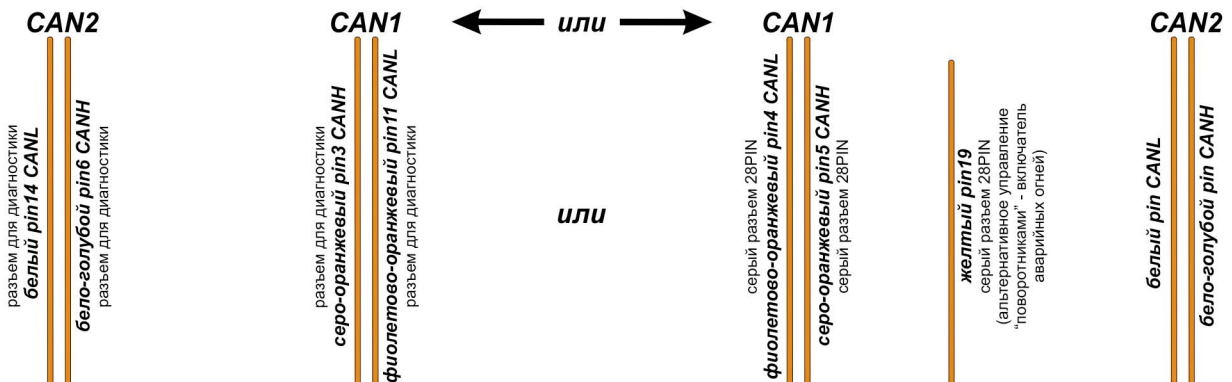 CAN2
разъем для диагностики
белый pin14 CANL
бело-голубой pin6 CANH
разъем для диагностики
CAN1
разъем для диагностики
серо-оранжевый pin3 CANH
фиолетово-оранжевый pin11 CANL
разъем для диагностики
или
или
CAN1
серый разъем 28PIN
фиолетово-оранжевый pin4 CANL
серо-оранжевый pin5 CANH
серый разъем 28PIN
желтый pin19
серый разъем 28PIN
(альтернативное управление
"поворотниками" - включатель
аварийных огней)
CAN2
белый pin CANL
бело-голубой pin CANH